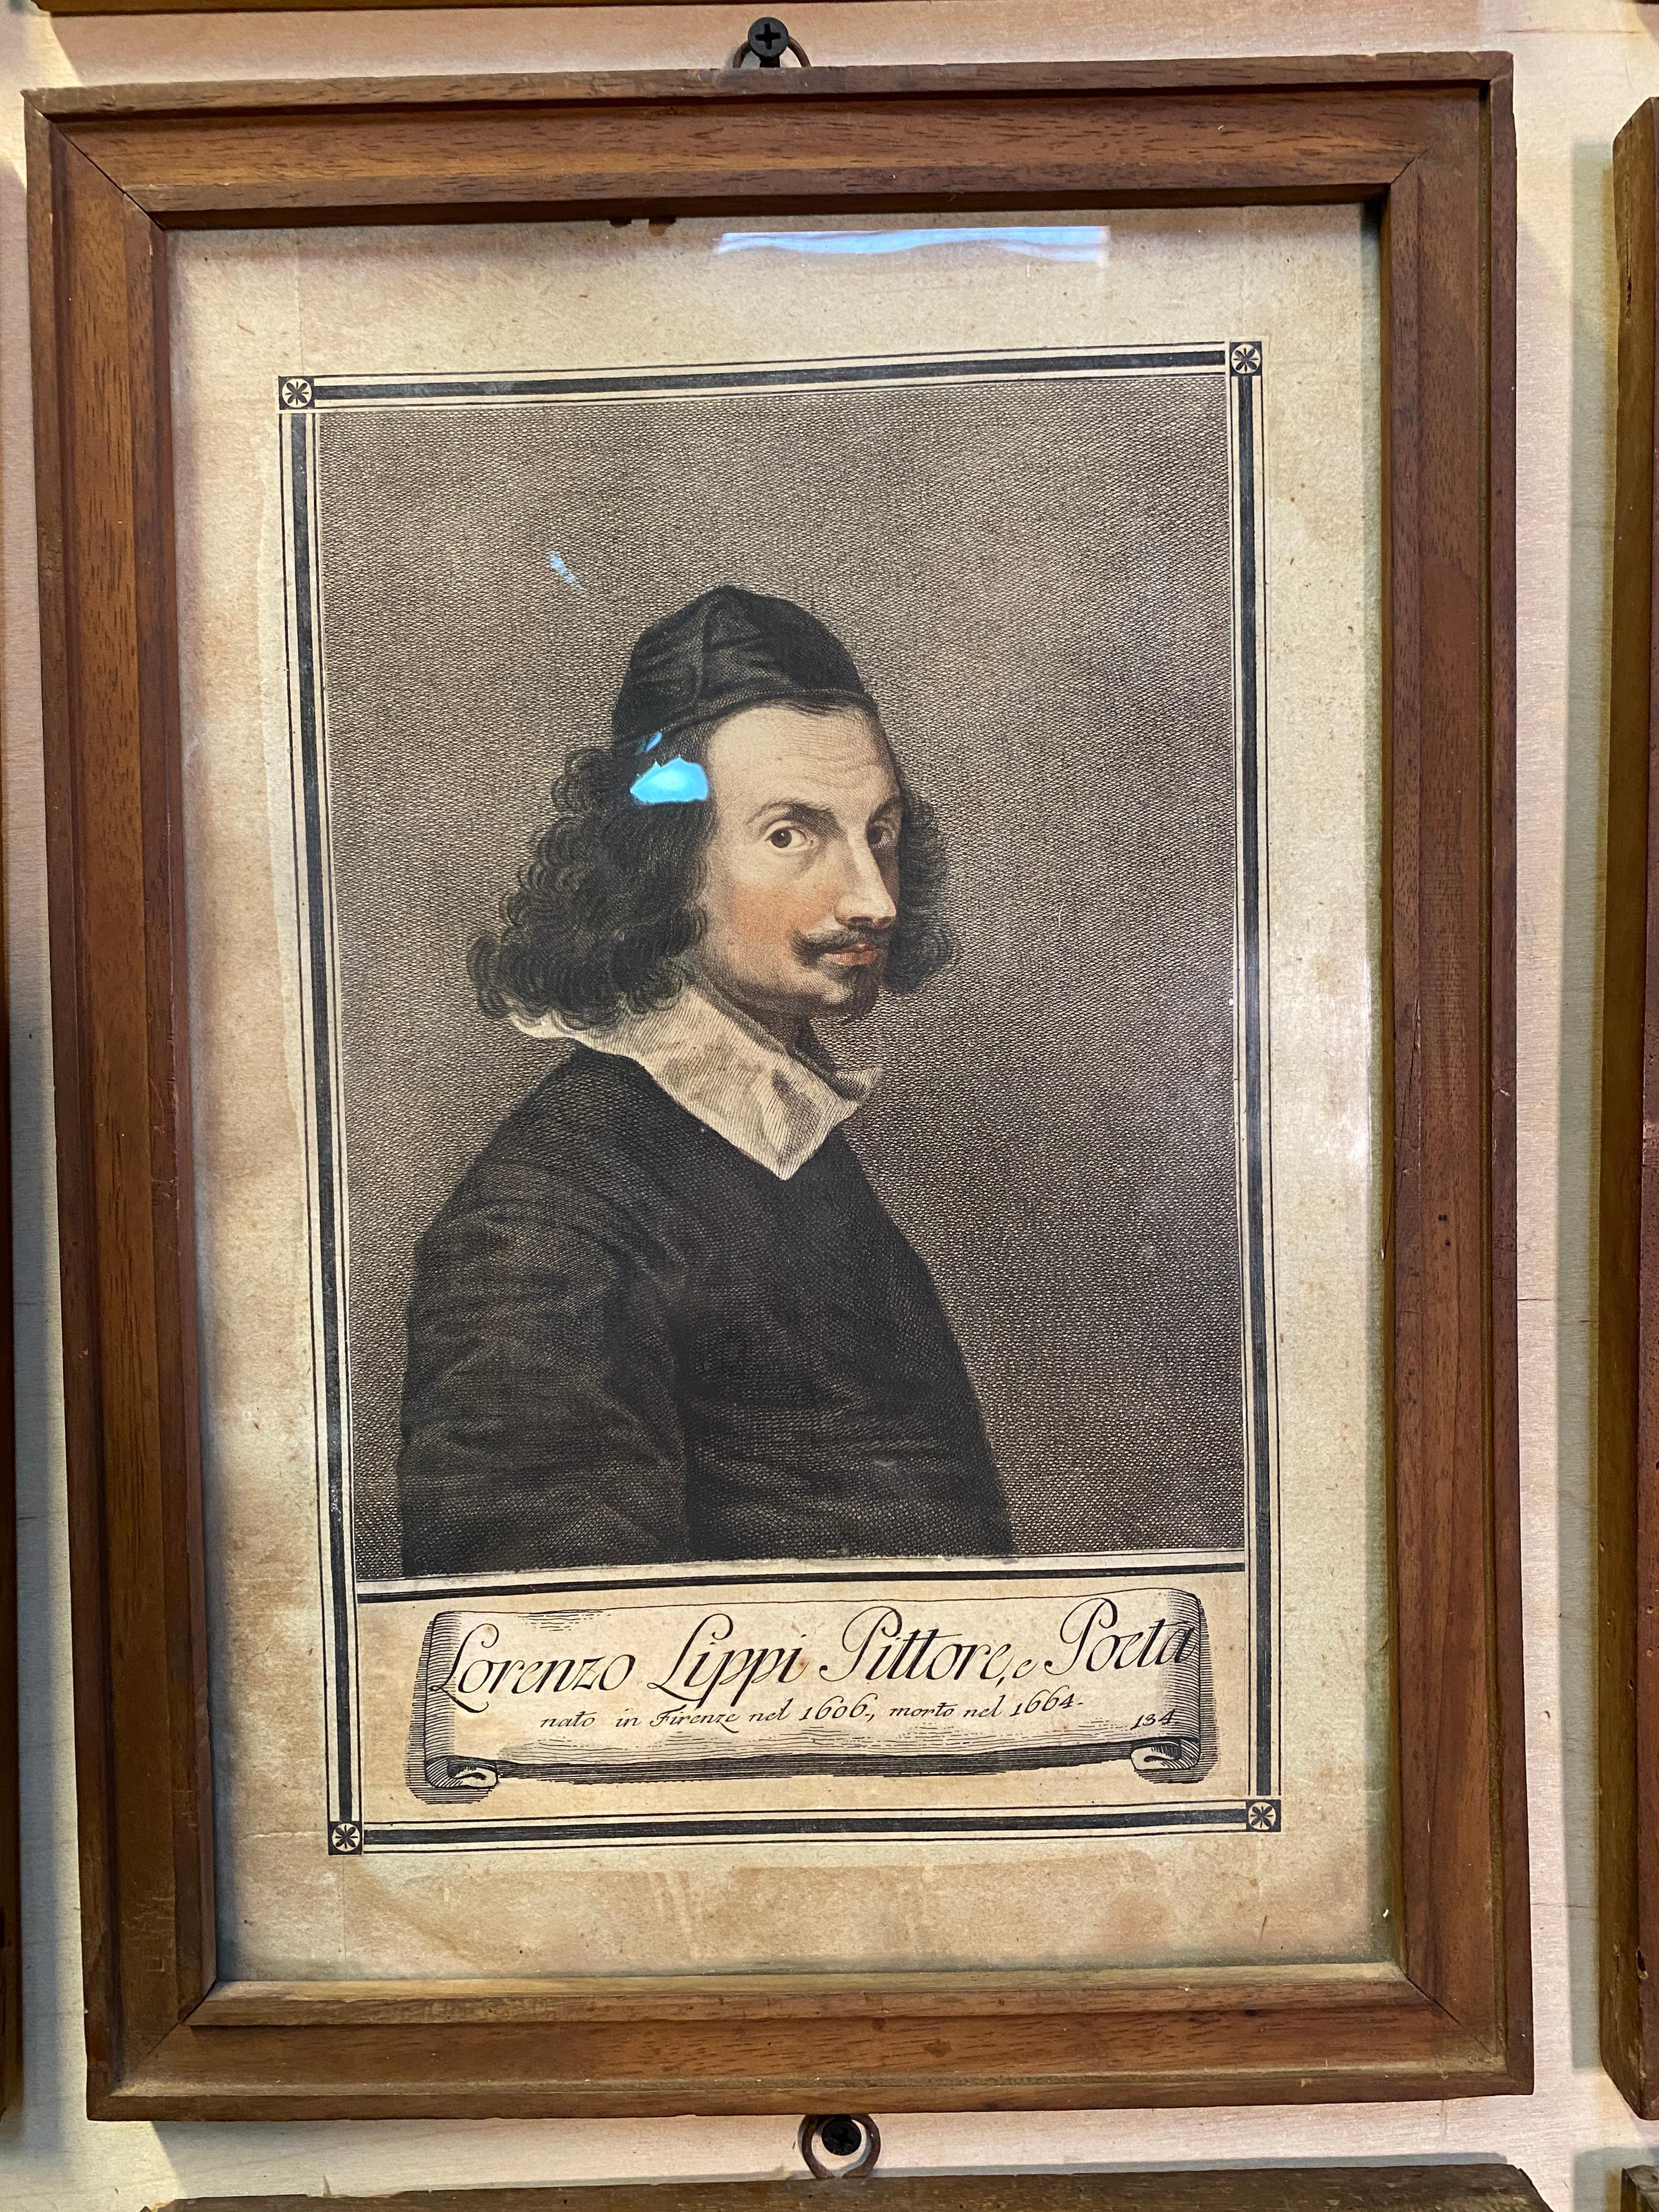 Lorenzo Lippi Pittore, e Poeta
nato in Firenze nel 1606., morto nel 1664.
134